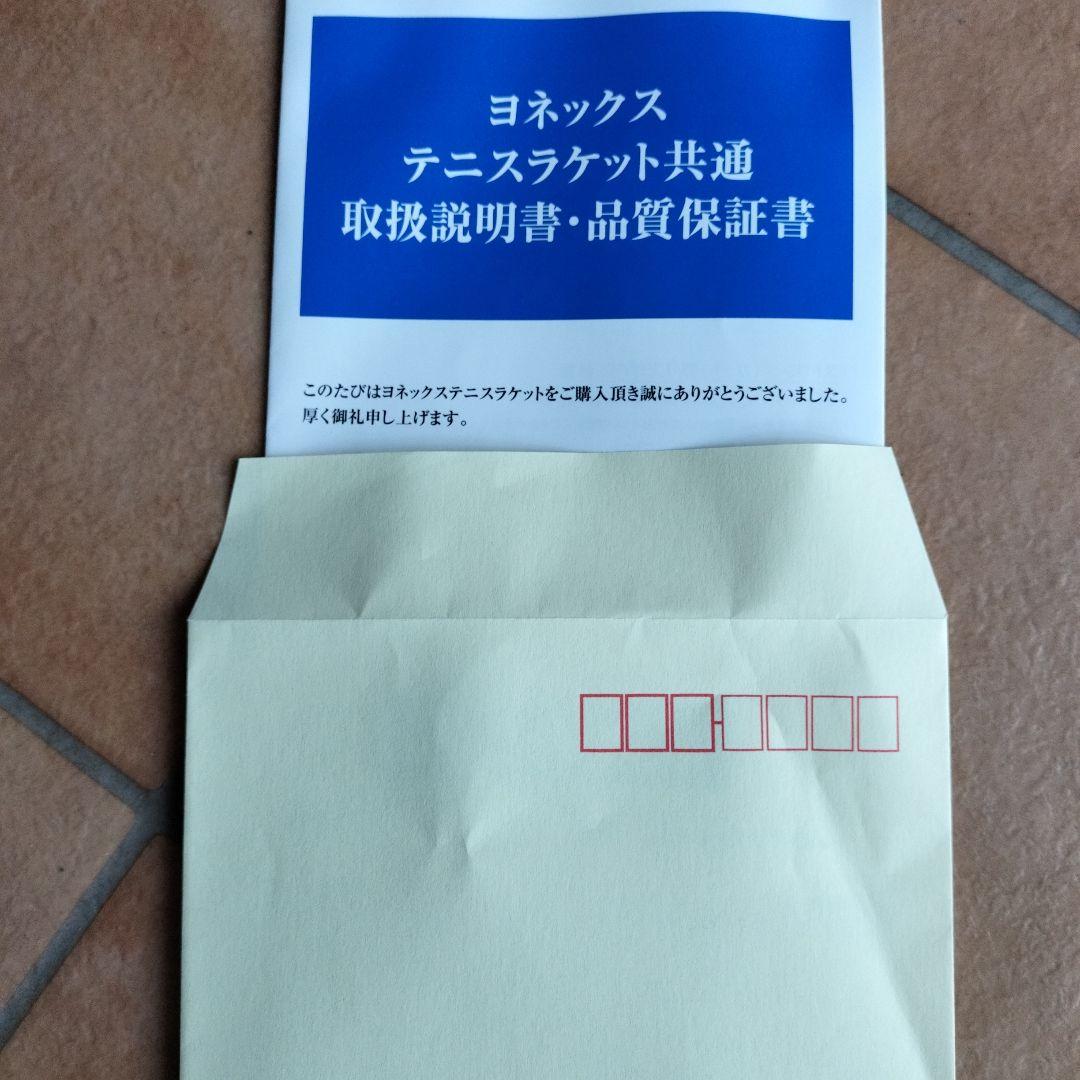 ヨネックス
テニスラケット共通
取扱説明書・品質保証書
このたびはヨネックステニスラケットをご購入頂き誠にありがとうございました。
厚く御礼申し上げます。